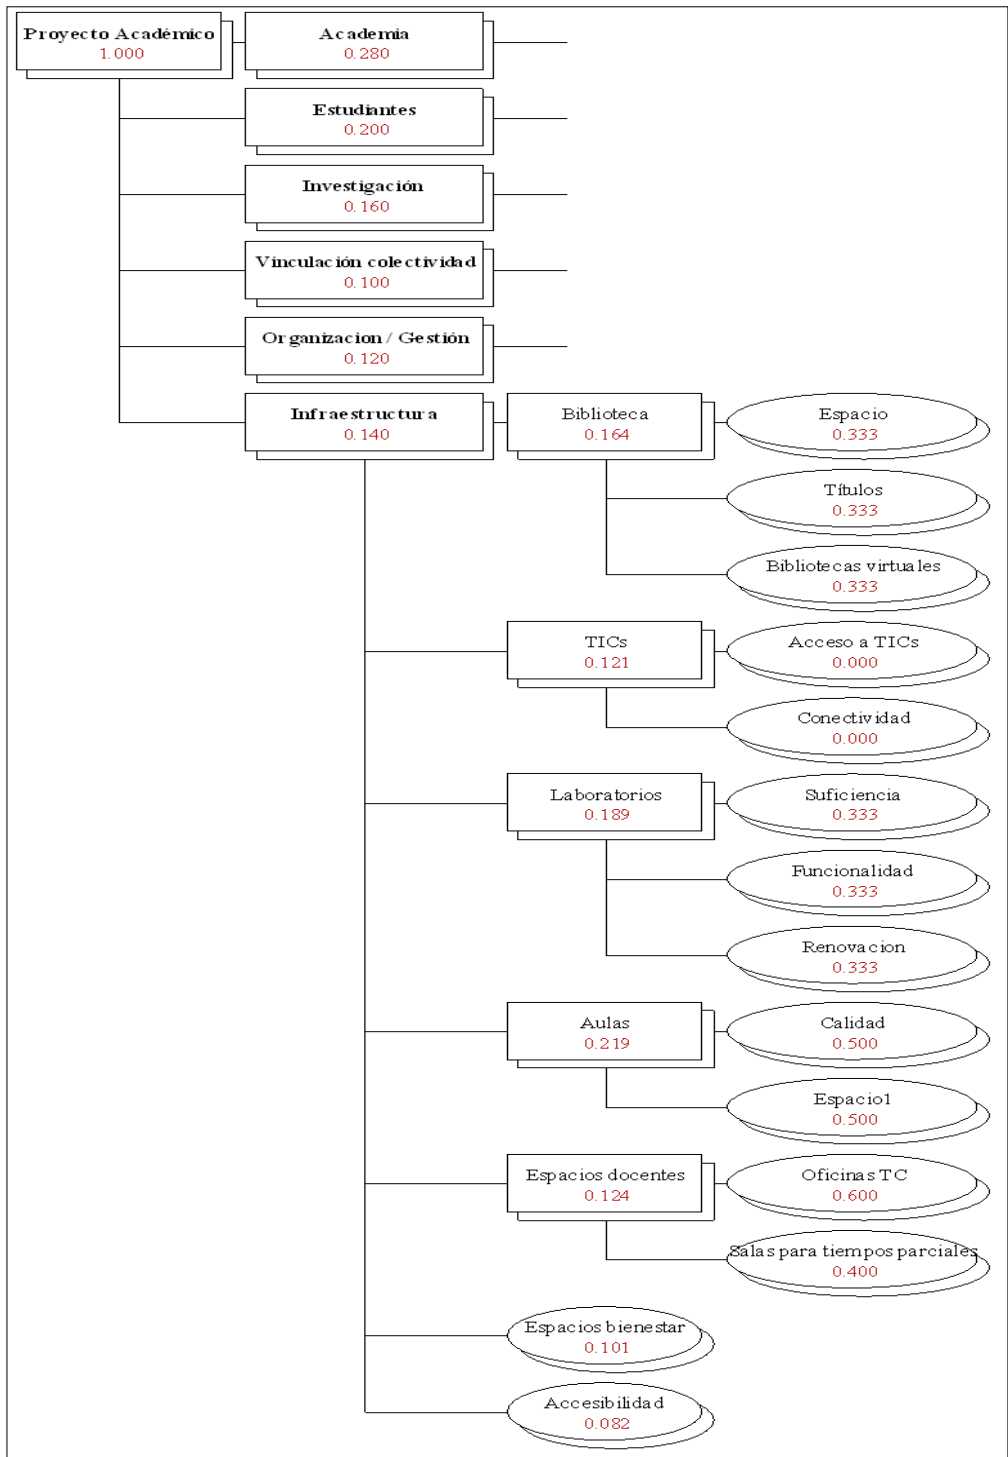 Proyecto Académico
1.000
Academia
0.280
Estudiantes
0.200
Investigación
0.160
Vinculación colectividad
0.100
Organizacion / Gestión
0.120
Infraestructura
0.140
Biblioteca
0.164
Espacio
0.333
Títulos
0.333
Bibliotecas virtuales
0.333
TICs
0.121
Acceso a TICs
0.000
Conectividad
0.000
Laboratorios
0.189
Suficiencia
0.333
Funcionalidad
0.333
Renovacion
0.333
Aulas
0.219
Calidad
0.500
Espacio1
0.500
Espacios docentes
0.124
Oficinas TC
0.600
Salas para tiempos parciales
0.400
Espacios bienestar
0.101
Accesibilidad
0.082